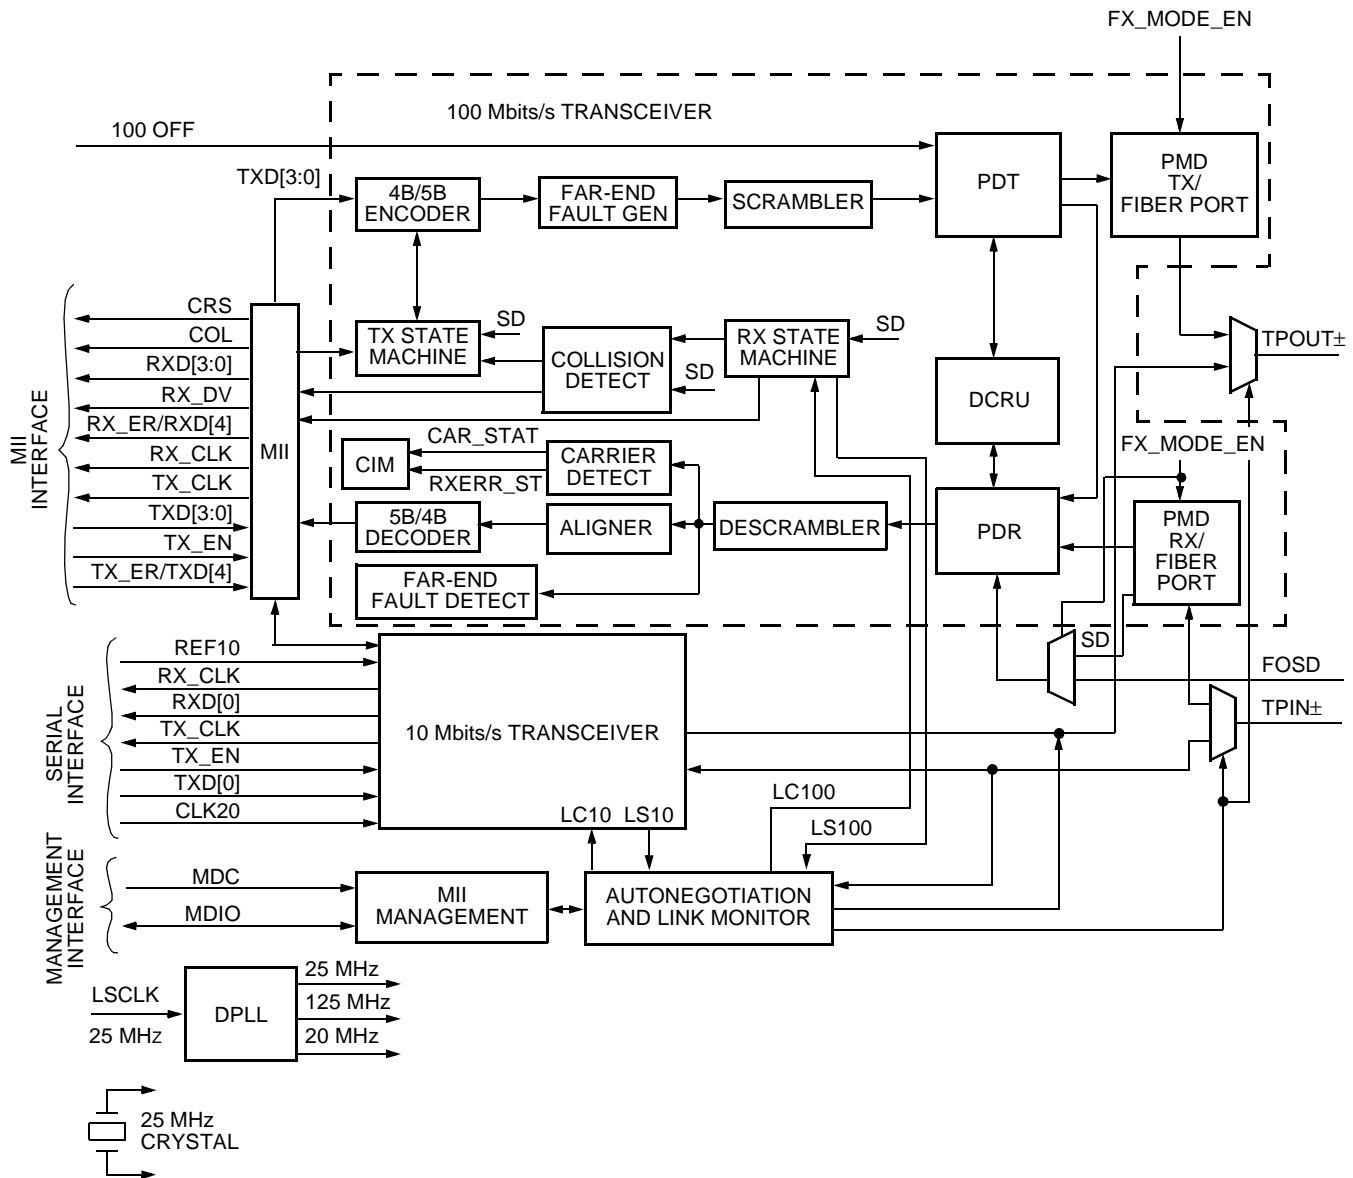 FX_MODE_EN
100 Mbits/s TRANSCEIVER
100 OFF
TXD[3:0]
4B/5B
ENCODER
FAR-END
FAULT GEN
SCRAMBLER
PDT
PMD
TX/
FIBER PORT
MII
INTERFACE
CRS
COL
RXD[3:0]
RX_DV
RX_ER/RXD[4]
RX_CLK
TX_CLK
TXD[3:0]
TX_EN
TX_ER/TXD[4]
MII
TX STATE
MACHINE
SD
COLLISION
DETECT
RX STATE
MACHINE
SD
SD
DCRU
TPOUT±
CIM
CAR_STAT
RXERR_ST
CARRIER
DETECT
FX_MODE_EN
5B/4B
DECODER
ALIGNER
DESCRAMBLER
PDR
PMD
RX/
FIBER
PORT
FAR-END
FAULT DETECT
SERIAL
INTERFACE
REF10
RX_CLK
RXD[0]
TX_CLK
TX_EN
TXD[0]
CLK20
10 Mbits/s TRANSCEIVER
LC10
LS10
SD
FOSD
TPIN±
LC100
LS100
MANAGEMENT
INTERFACE
MDC
MDIO
MII
MANAGEMENT
AUTONEGOTIATION
AND LINK MONITOR
LSCLK
25 MHz
DPLL
25 MHz
125 MHz
20 MHz
25 MHz
CRYSTAL